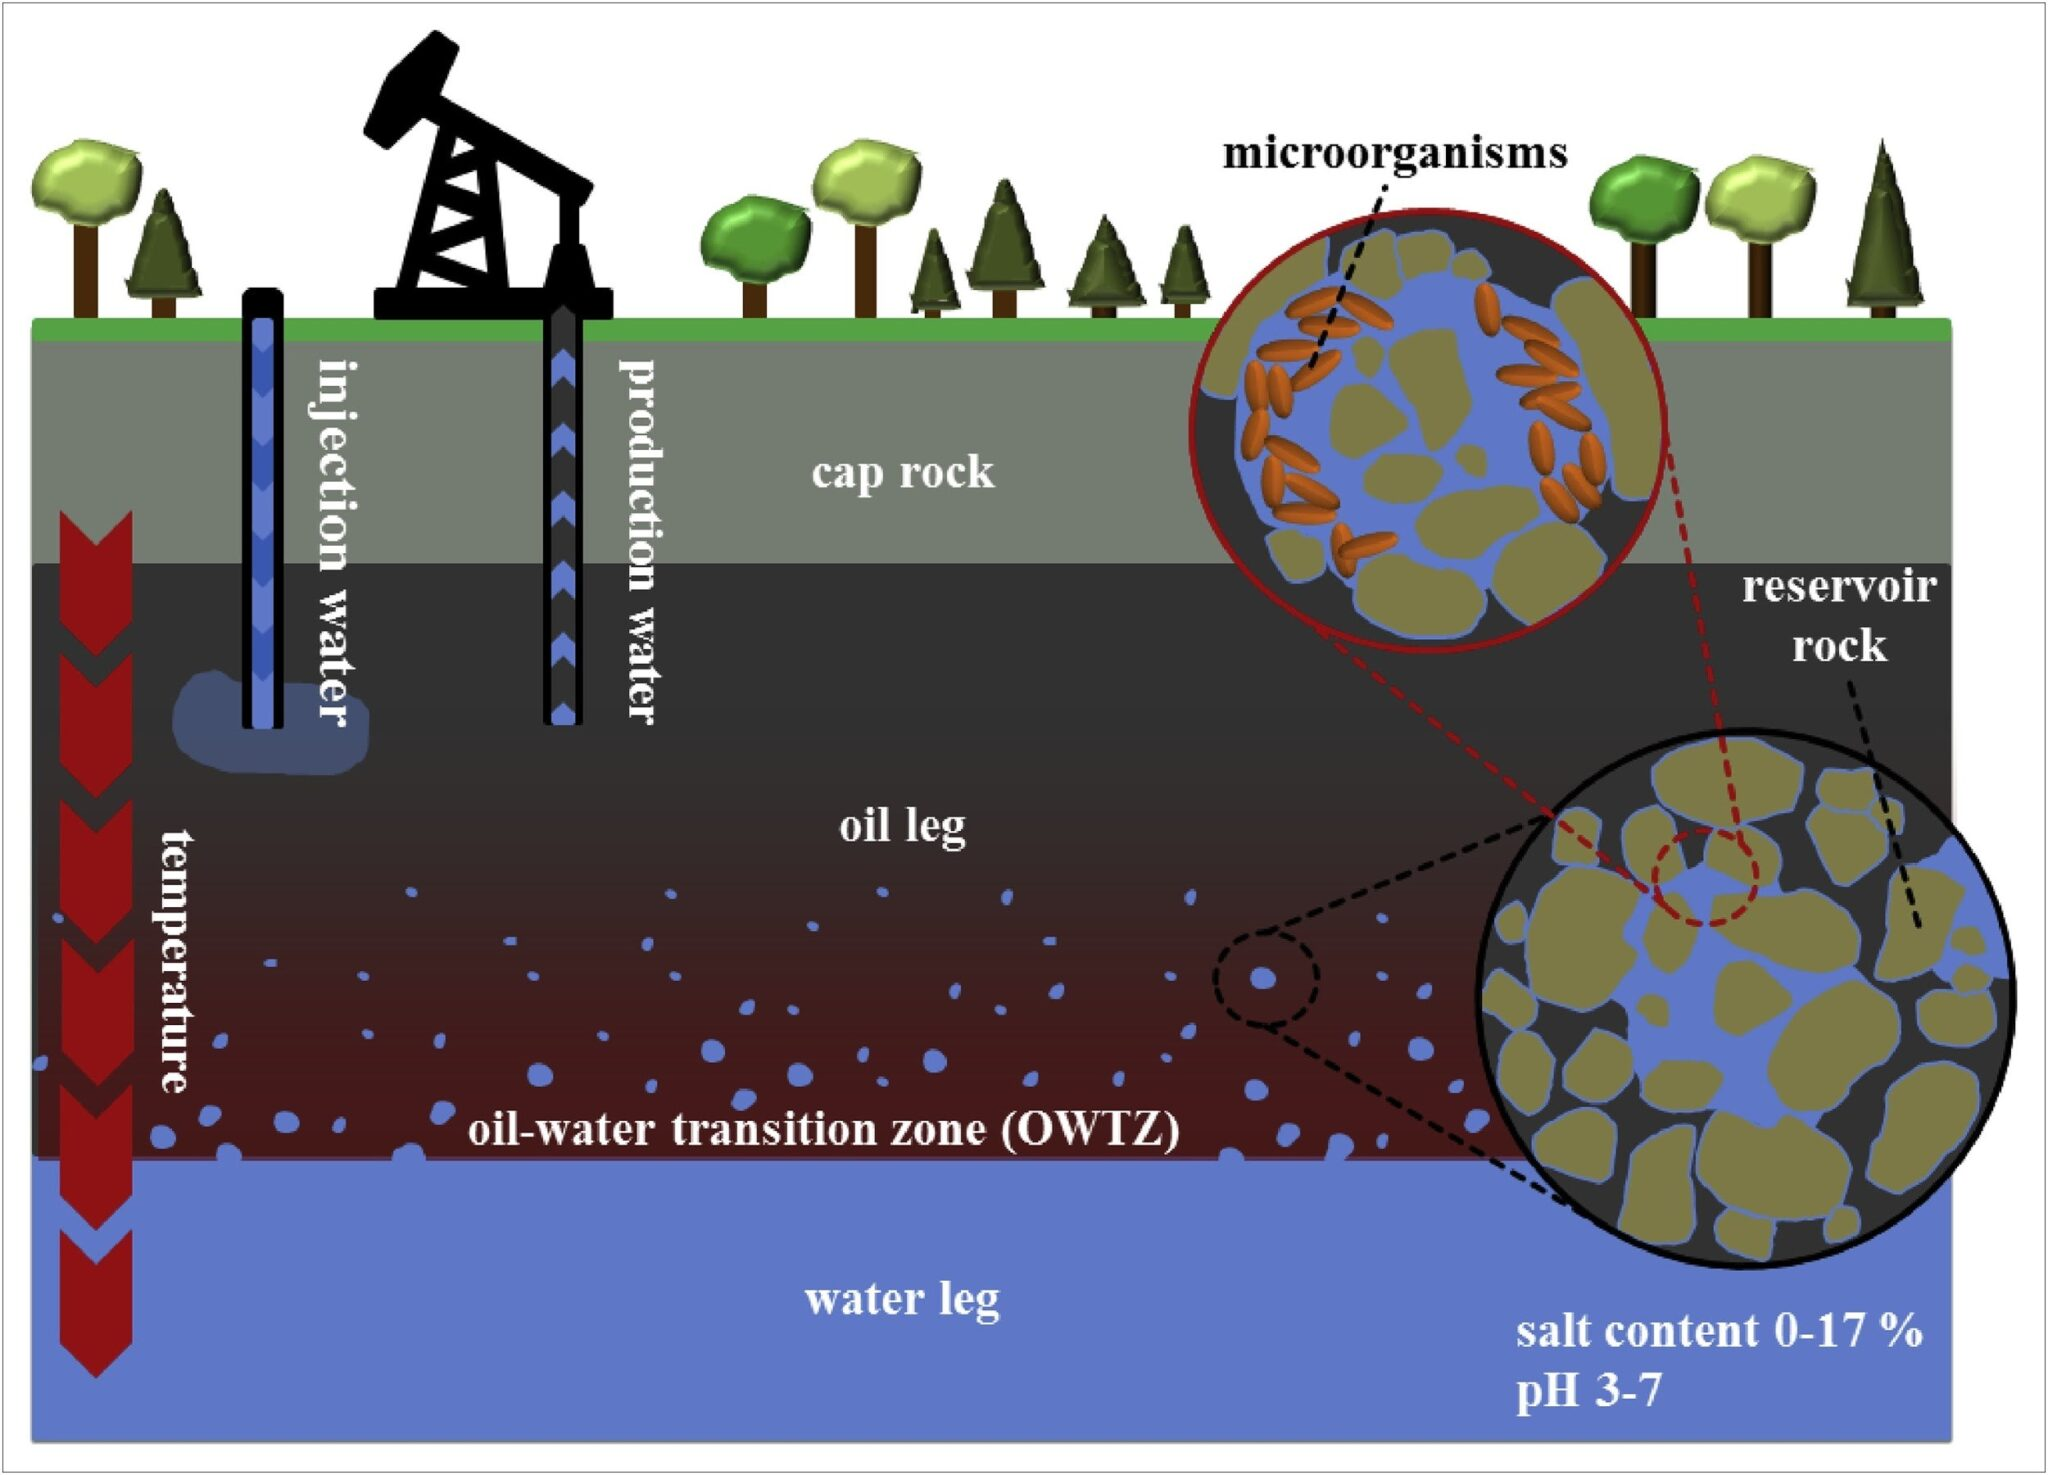 microorganisms
injection water
production water
cap rock
reservoir
rock
oil leg
temperature
oil-water transition zone (OWTZ)
water leg
salt content 0-17 %
pH 3-7